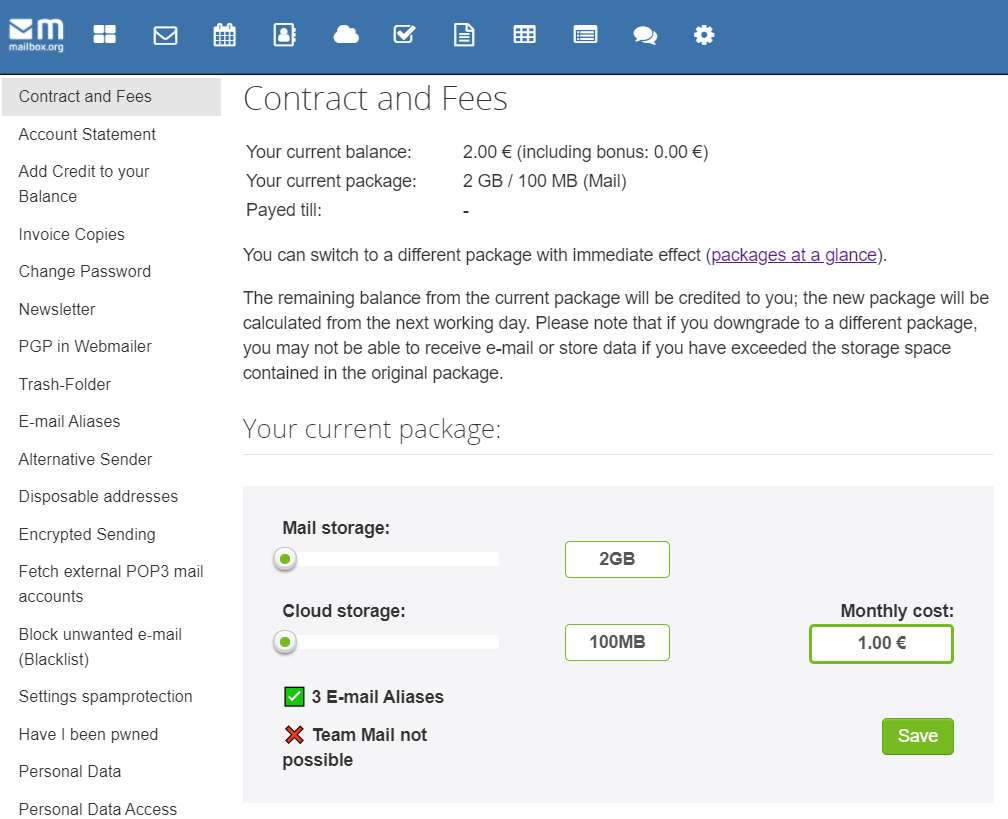 mailbox.org
Contract and Fees
Account Statement
Add Credit to your
Balance
Invoice Copies
Change Password
Newsletter
PGP in Webmailer
Trash-Folder
E-mail Aliases
Alternative Sender
Disposable addresses
Encrypted Sending
Fetch external POP3 mail
accounts
Block unwanted e-mail
(Blacklist)
Settings spamprotection
Have I been pwned
Personal Data
Personal Data Access
Contract and Fees
Your current balance: 2.00 € (including bonus: 0.00 €)
Your current package: 2 GB / 100 MB (Mail)
Payed till: -
You can switch to a different package with immediate effect (packages at a glance).
The remaining balance from the current package will be credited to you; the new package will be
calculated from the next working day. Please note that if you downgrade to a different package,
you may not be able to receive e-mail or store data if you have exceeded the storage space
contained in the original package.
Your current package:
Mail storage:
2GB
Cloud storage:
100MB
Monthly cost:
1.00 €
3 E-mail Aliases
Team Mail not
possible
Save